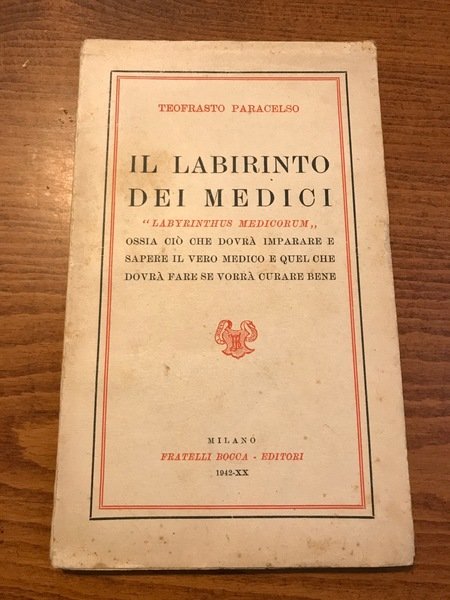 TEOFRASTO PARACELSO
IL LABIRINTO
DEI MEDICI
"LABYRINTHUS MEDICORUM„
OSSIA CIÒ CHE DOVRÀ IMPARARE E
SAPERE IL VERO MEDICO E QUEL CHE
DOVRÀ FARE SE VORRÀ CURARE BENE
MILANO
FRATELLI BOCCA - EDITORI
1942-XX